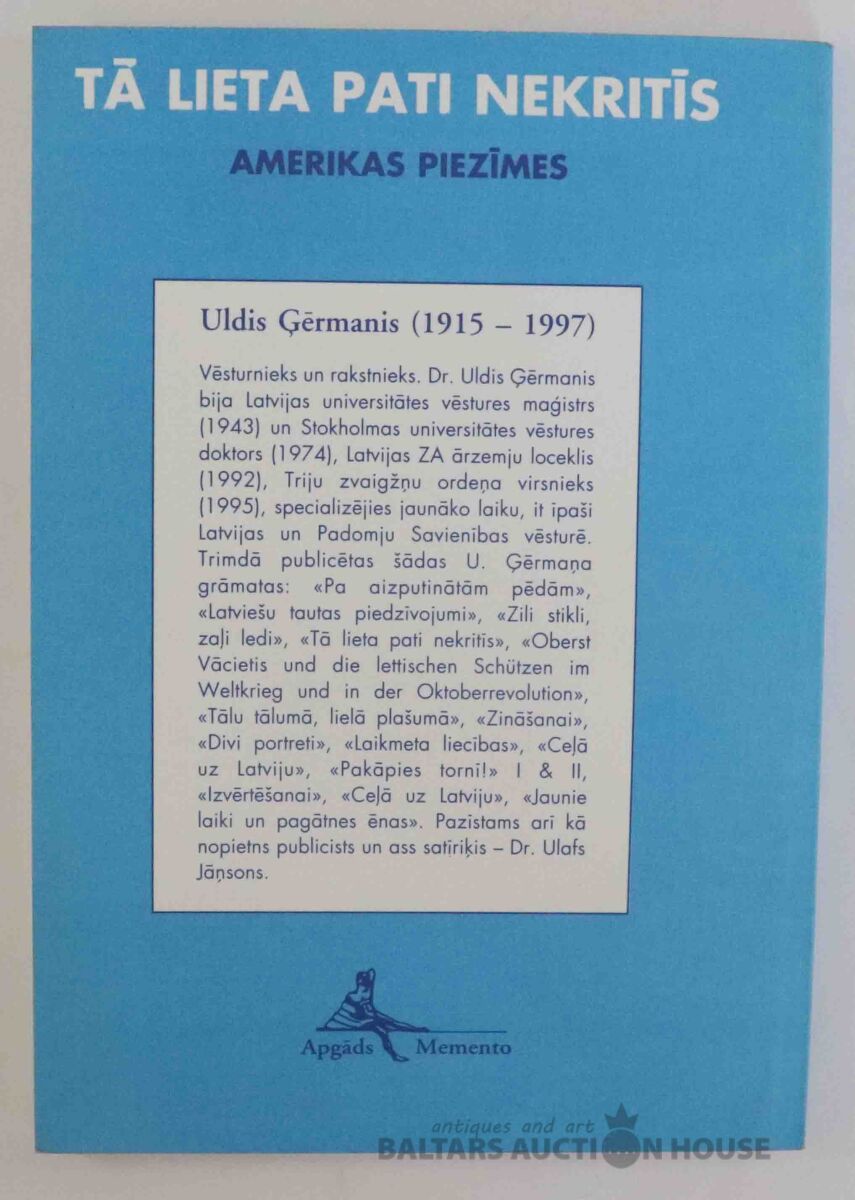 TĀ LIETA PATI NEKRITĪS
AMERIKAS PIEZĪMES
Uldis Ģērmanis (1915 – 1997)
Vēsturnieks un rakstnieks. Dr. Uldis Ģērmanis
bija Latvijas universitātes vēstures maģistrs
(1943) un Stokholmas universitātes vēstures
doktors (1974), Latvijas ZA ārzemju loceklis
(1992), Triju zvaigžņu ordeņa virsnieks
(1995), specializējies jaunāko laiku, it īpaši
Latvijas un Padomju Savienības vēsturē.
Trimdā publicētas šādas U. Ģērmaņa
grāmatas: «Pa aizputinātām pēdām»,
«Latviešu tautas piedzīvojumi», «Zili stikli,
zaļi ledi», «Tā lieta pati nekritīs», «Oberst
Vācietis und die lettischen Schützen im
Weltkrieg und in der Oktoberrevolution»,
«Tālu tālumā, lielā plašumā», «Zināšanai»,
«Divi portreti», «Laikmeta liecības», «Ceļā
uz Latviju», «Pakāpies tornī!» I & II,
«Izvērtēšanai», «Ceļā uz Latviju», «Jaunie
laiki un pagātnes ēnas». Pazīstams arī kā
nopietns publicists un ass satīriķis – Dr. Ulafs
Jāņsons.
Apgāds Memento
antiques and art
BALTARS AUCTION HOUSE